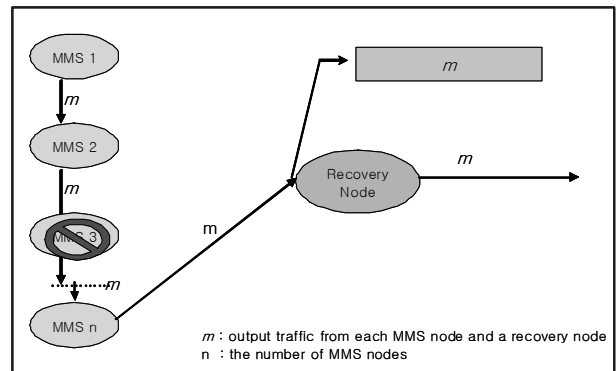 MMS 1
m
m
MMS 2
m
Recovery
Node
m
MMS 3
m
m
MMS n
m : output traffic from each MMS node and a recovery node
n : the number of MMS nodes